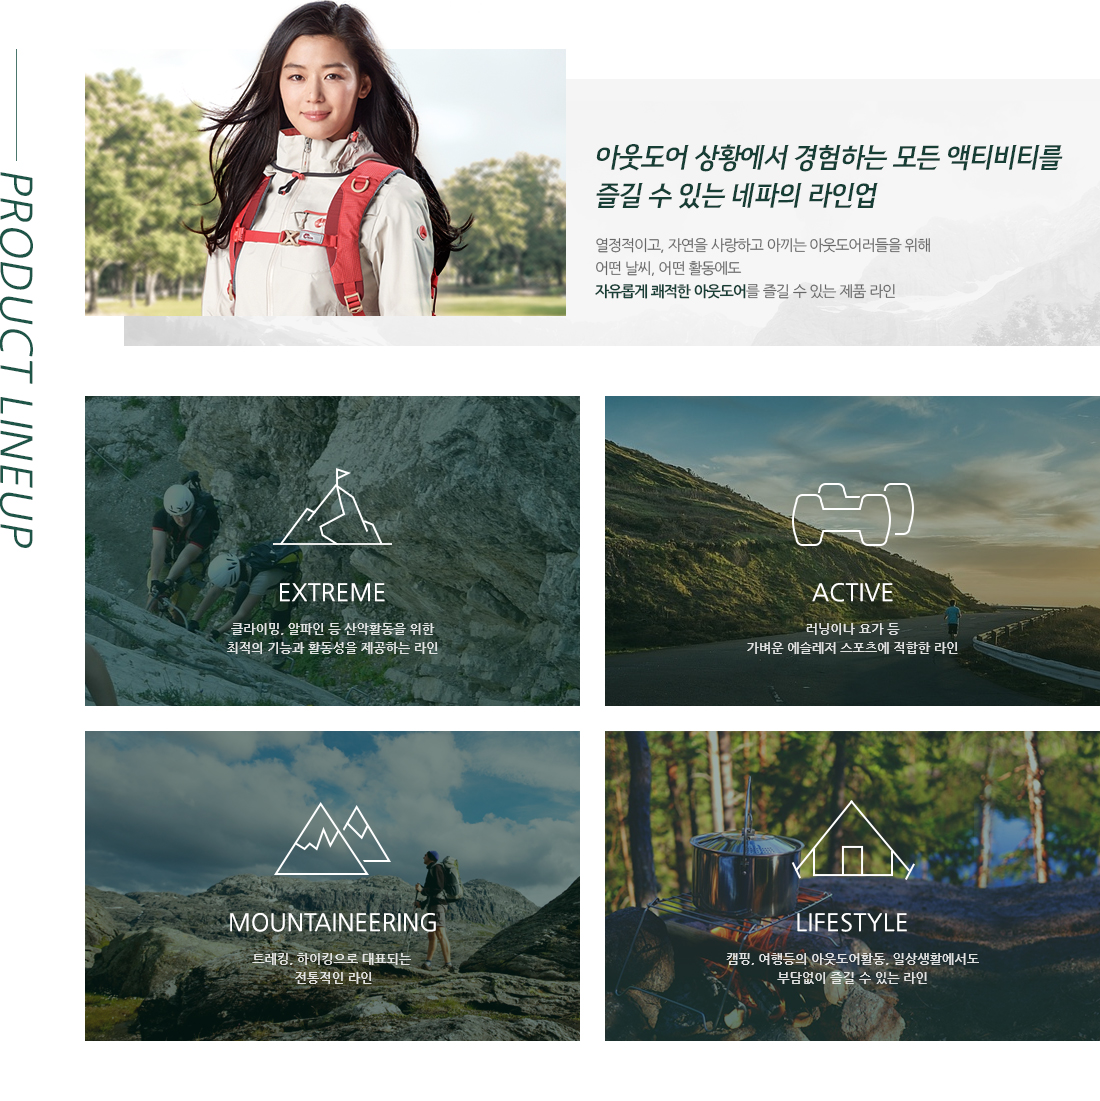 PRODUCT LINEUP
아웃도어 상황에서 경험하는 모든 액티비티를
즐길 수 있는 네파의 라인업
열정적이고, 자연을 사랑하고 아끼는 아웃도어러들을 위해
어떤 날씨, 어떤 활동에도
자유롭게 쾌적한 아웃도어를 즐길 수 있는 제품 라인
EXTREME
클라이밍, 알파인 등 산악활동을 위한
최적의 기능과 활동성을 제공하는 라인
ACTIVE
러닝이나 요가 등
가벼운 에슬레저 스포츠에 적합한 라인
MOUNTAINEERING
트레킹, 하이킹으로 대표되는
전통적인 라인
LIFESTYLE
캠핑, 여행등의 아웃도어활동, 일상생활에서도
부담없이 즐길 수 있는 라인